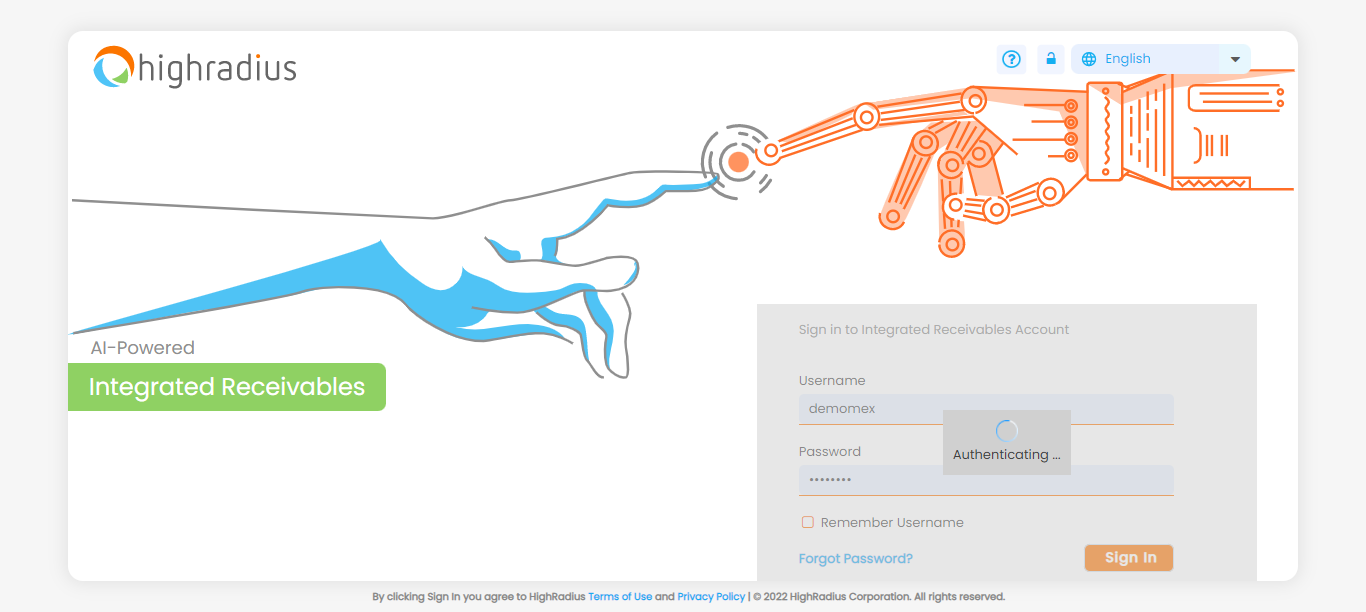 highradius
English
AI-Powered
Integrated Receivables
Sign in to Integrated Receivables Account
Username
demomex
Authenticating ...
Password
••••••••
Remember Username
Forgot Password?
Sign In
By clicking Sign In you agree to HighRadius Terms of Use and Privacy Policy | © 2022 HighRadius Corporation. All rights reserved.